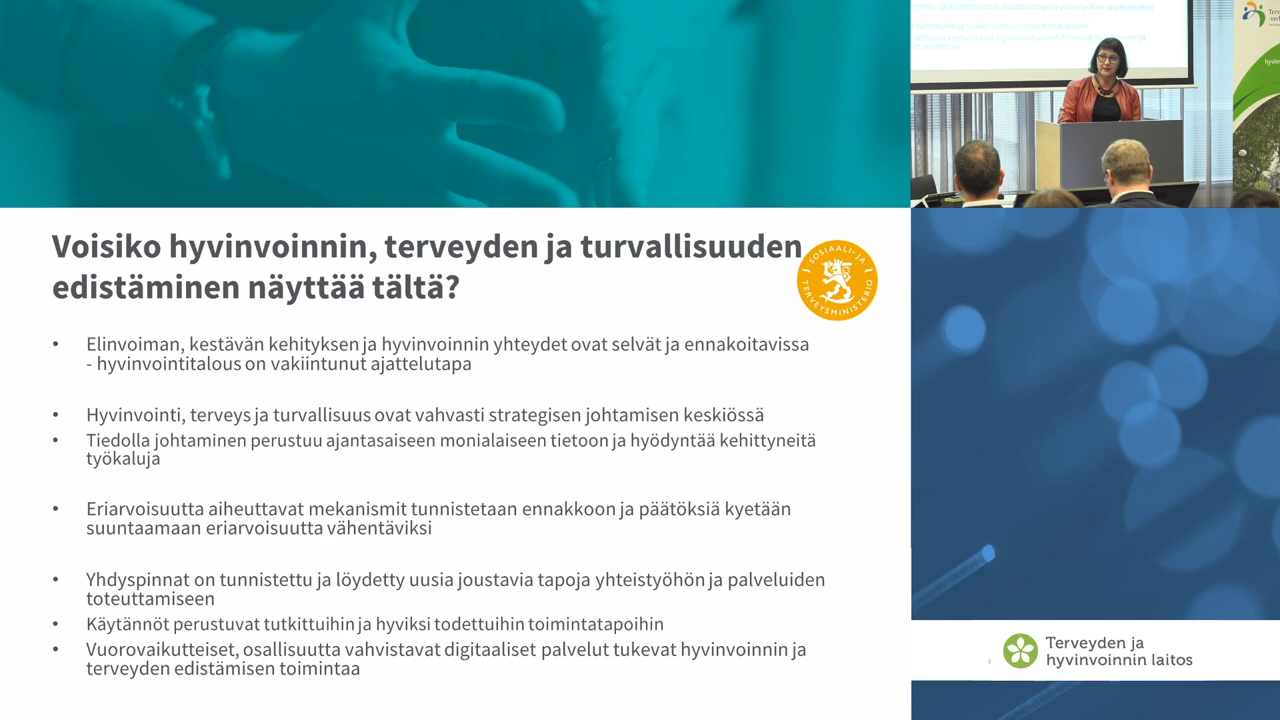 Voisiko hyvinvoinnin, terveyden ja turvallisuuden
edistäminen näyttää tältä?
SOSIAALI- JA
TERVEYSMINISTERIÖ
• Elinvoiman, kestävän kehityksen ja hyvinvoinnin yhteydet ovat selvät ja ennakoitavissa
- hyvinvointitalous on vakiintunut ajattelutapa
• Hyvinvointi, terveys ja turvallisuus ovat vahvasti strategisen johtamisen keskiössä
• Tiedolla johtaminen perustuu ajantasaiseen monialaiseen tietoon ja hyödyntää kehittyneitä
työkaluja
• Eriarvoisuutta aiheuttavat mekanismit tunnistetaan ennakkoon ja päätöksiä kyetään
suuntaamaan eriarvoisuutta vähentäviksi
• Yhdyspinnat on tunnistettu ja löydetty uusia joustavia tapoja yhteistyöhön ja palveluiden
toteuttamiseen
• Käytännöt perustuvat tutkittuihin ja hyviksi todettuihin toimintatapoihin
• Vuorovaikutteiset, osallisuutta vahvistavat digitaaliset palvelut tukevat hyvinvoinnin ja
terveyden edistämisen toimintaa
Terveyden ja
hyvinvoinnin laitos